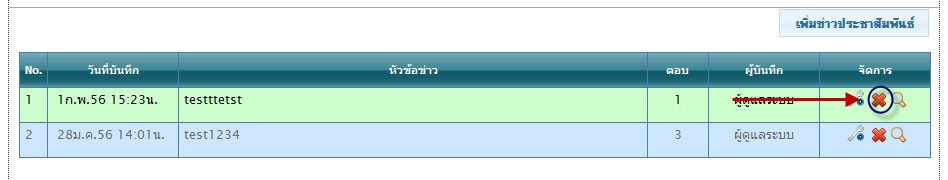 เพิ่มข่าวประชาสัมพันธ์
No. วันที่บันทึก หัวข้อข่าว ตอบ ผู้บันทึก จัดการ
1 1ก.พ.56 15:23น. testttetst 1 ผู้ดูแลระบบ
2 28ม.ค.56 14:01น. test1234 3 ผู้ดูแลระบบ